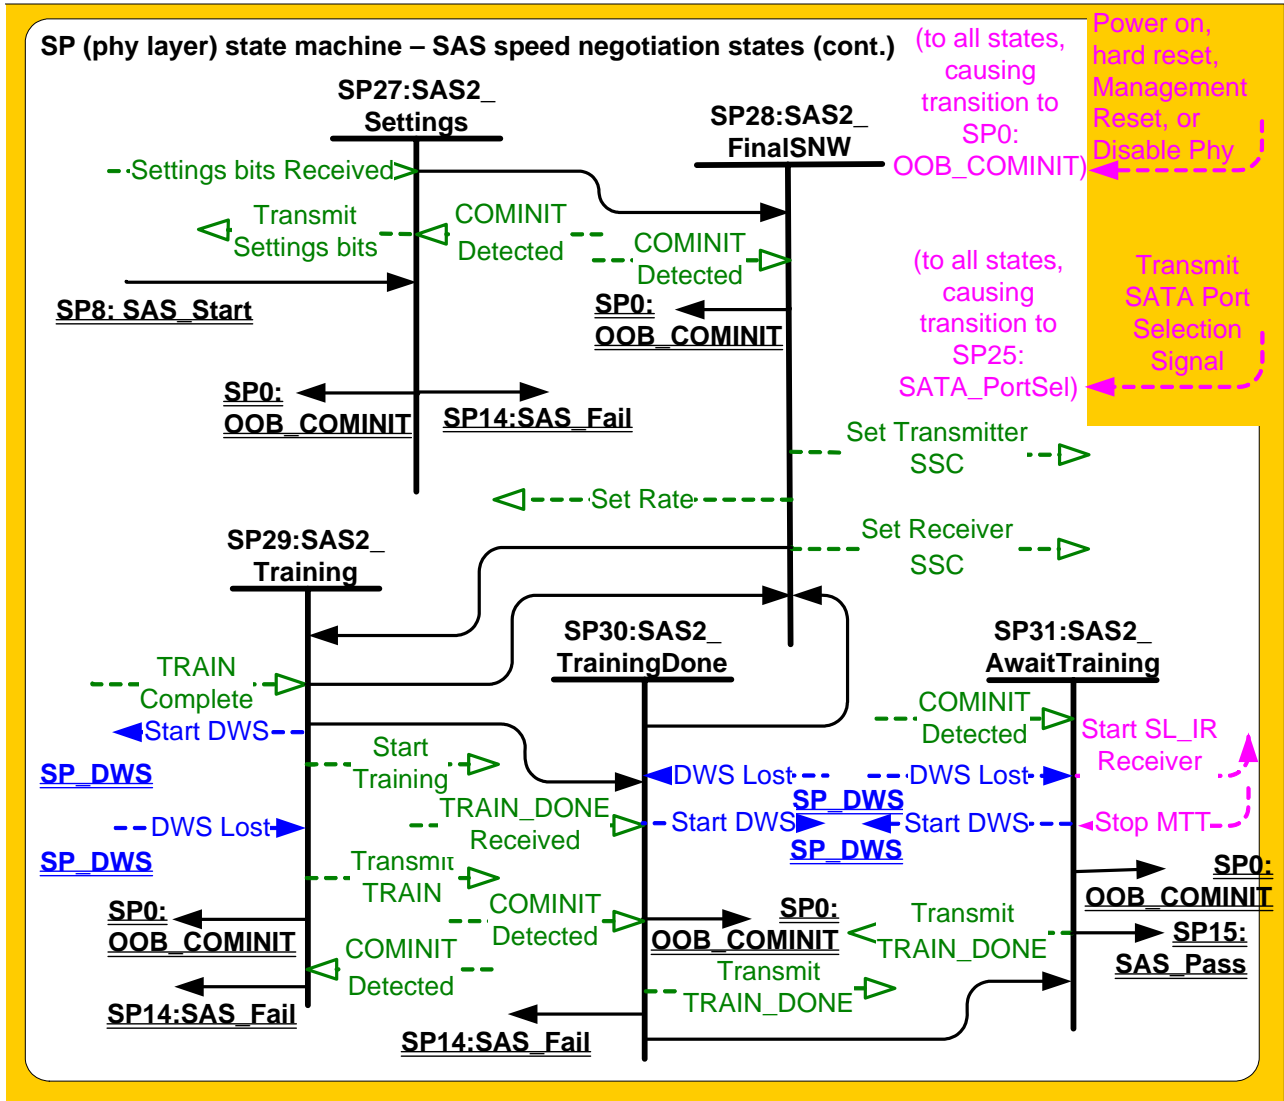 SP (phy layer) state machine – SAS speed negotiation states (cont.)
(to all states,
causing
transition to
SP0:
OOB_COMINIT)
Power on,
hard reset,
Management
Reset, or
Disable Phy
SP27:SAS2_
Settings
SP28:SAS2_
FinalSNW
Settings bits Received
Transmit
Settings bits
COMINIT
Detected
COMINIT
Detected
(to all states,
causing
transition to
SP25:
SATA_PortSel)
Transmit
SATA Port
Selection
Signal
SP8: SAS_Start
SP0:
OOB_COMINIT
SP0:
OOB_COMINIT
SP14:SAS_Fail
Set Transmitter
SSC
Set Rate
Set Receiver
SSC
SP29:SAS2_
Training
SP30:SAS2_
TrainingDone
SP31:SAS2_
AwaitTraining
TRAIN
Complete
Start DWS
SP_DWS
Start
Training
COMINIT
Detected
Start SL_IR
Receiver
DWS Lost
SP_DWS
DWS Lost
TRAIN_DONE
Received
Start DWS
SP_DWS
Start DWS
Stop MTT
DWS Lost
SP_DWS
Transmit
TRAIN
SP0:
OOB_COMINIT
COMINIT
Detected
SP0:
OOB_COMINIT
Transmit
TRAIN_DONE
SP0:
OOB_COMINIT
SP15:
SAS_Pass
COMINIT
Detected
Transmit
TRAIN_DONE
SP14:SAS_Fail
SP14:SAS_Fail